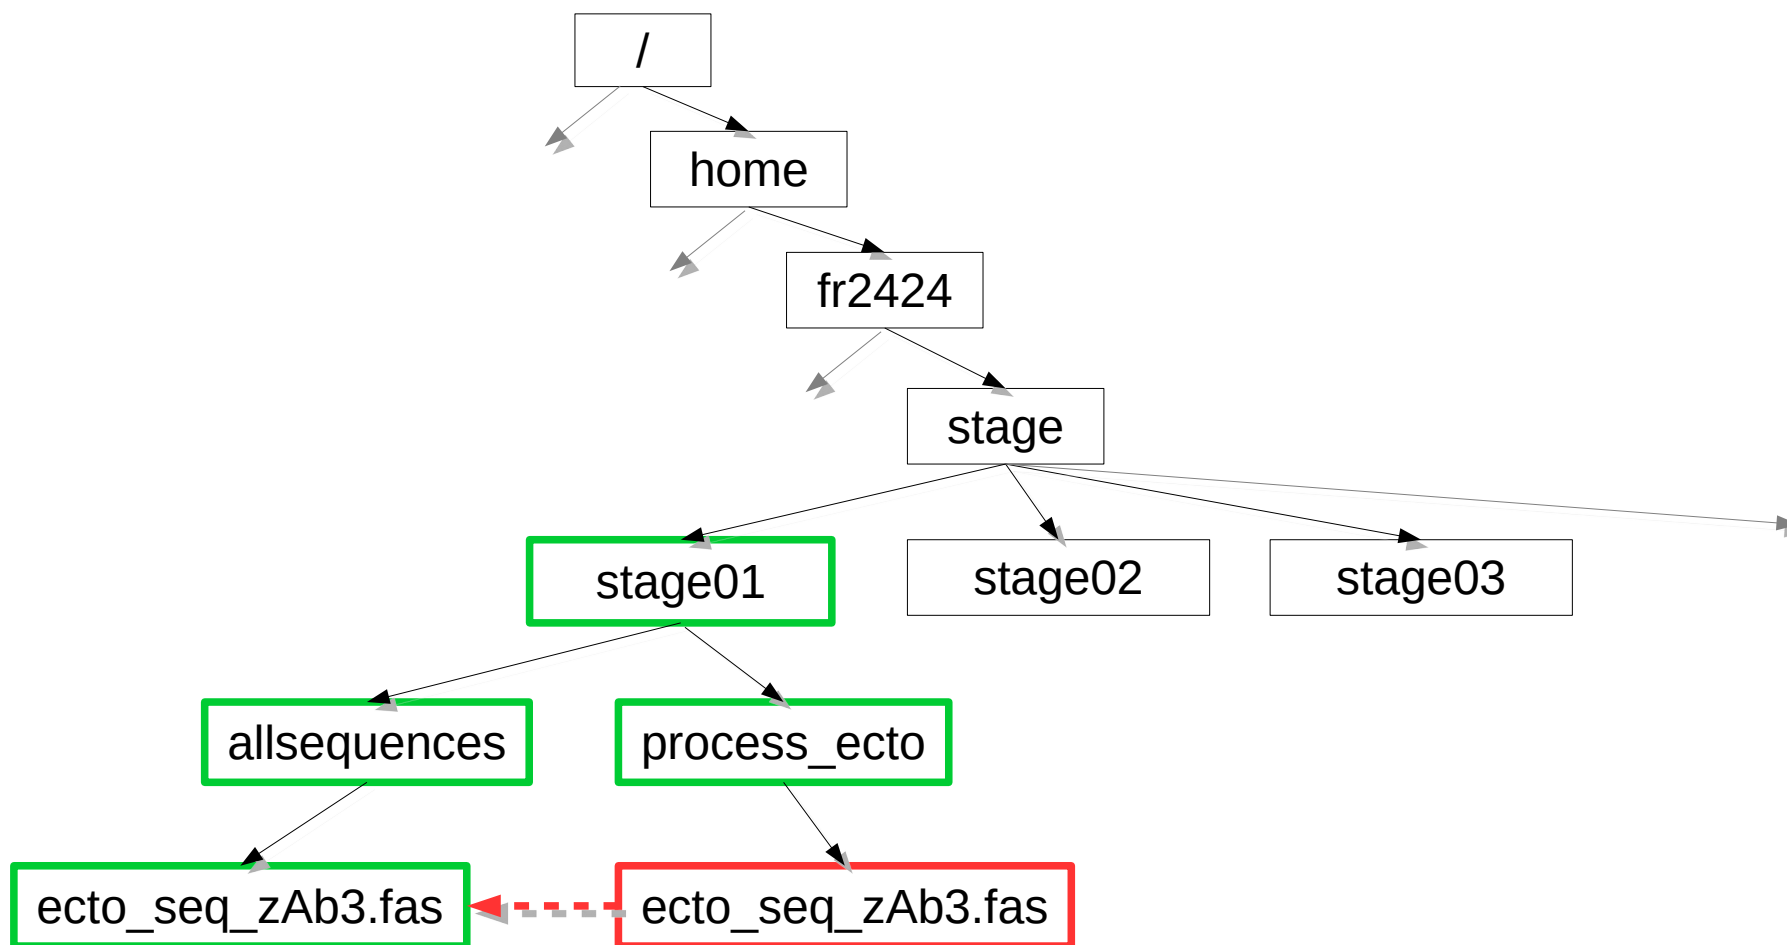 /
home
fr2424
stage
stage01
stage02
stage03
allsequences
process_ecto
ecto_seq_zAb3.fas
ecto_seq_zAb3.fas